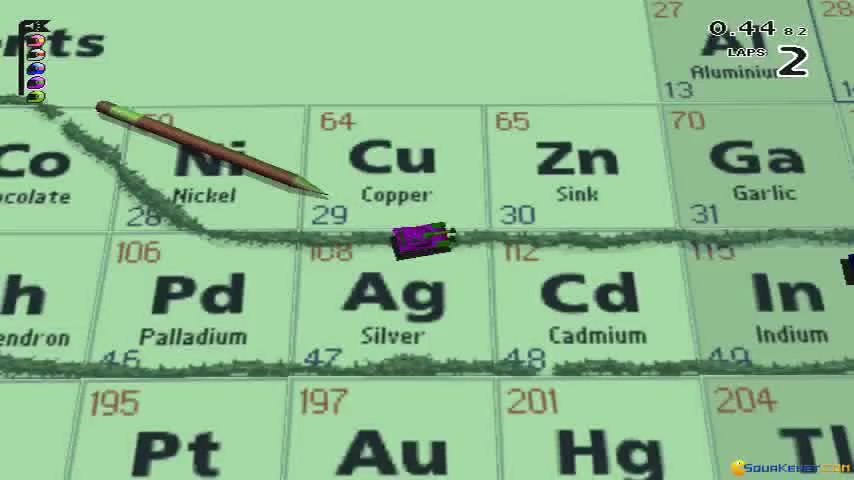 nts
27
28
0.44 82
LAPS 2
Al
Aluminium
13
59
64
65
70
Co
Ni
Cu
Zn
Ga
ocolate
Nickel
Copper
Sink
Garlic
28
29
30
31
106
108
112
115
h
Pd
Ag
Cd
In
endron
Palladium
Silver
Cadmium
Indium
46
47
48
49
195
197
201
204
Pt
Au
Hg
Tl
SquaKenet.com